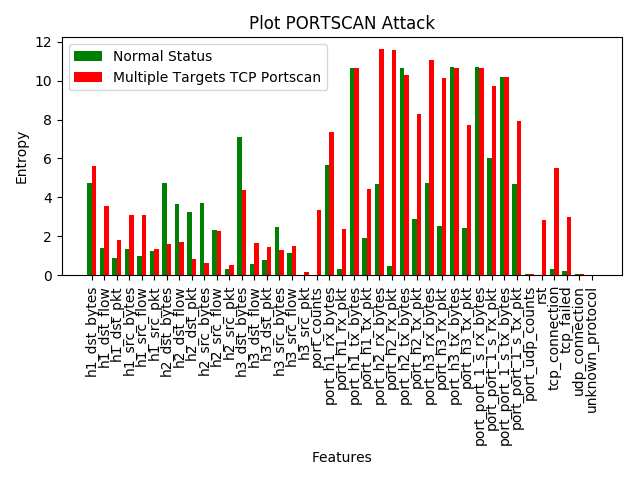 Plot PORTSCAN Attack
Normal Status
Multiple Targets TCP Portscan
Entropy
12
10
8
6
4
2
0
h1_dst_bytes
h1_dst_flow
h1_dst_pkt
h1_src_bytes
h1_src_flow
h1_src_pkt
h2_dst_bytes
h2_dst_flow
h2_dst_pkt
h2_src_bytes
h2_src_flow
h2_src_pkt
h3_dst_bytes
h3_dst_flow
h3_dst_pkt
h3_src_bytes
h3_src_flow
h3_src_pkt
port_counts
port_h1_rx_bytes
port_h1_rx_pkt
port_h1_tx_bytes
port_h1_tx_pkt
port_h2_rx_bytes
port_h2_rx_pkt
port_h2_tx_bytes
port_h2_tx_pkt
port_h3_rx_bytes
port_h3_rx_pkt
port_h3_tx_bytes
port_h3_tx_pkt
port_port_1_s_rx_bytes
port_port_1_s_rx_pkt
port_port_1_s_tx_bytes
port_port_1_s_tx_pkt
port_udp_counts
rst
tcp_connection
tcp_failed
udp_connection
unknown_protocol
Features